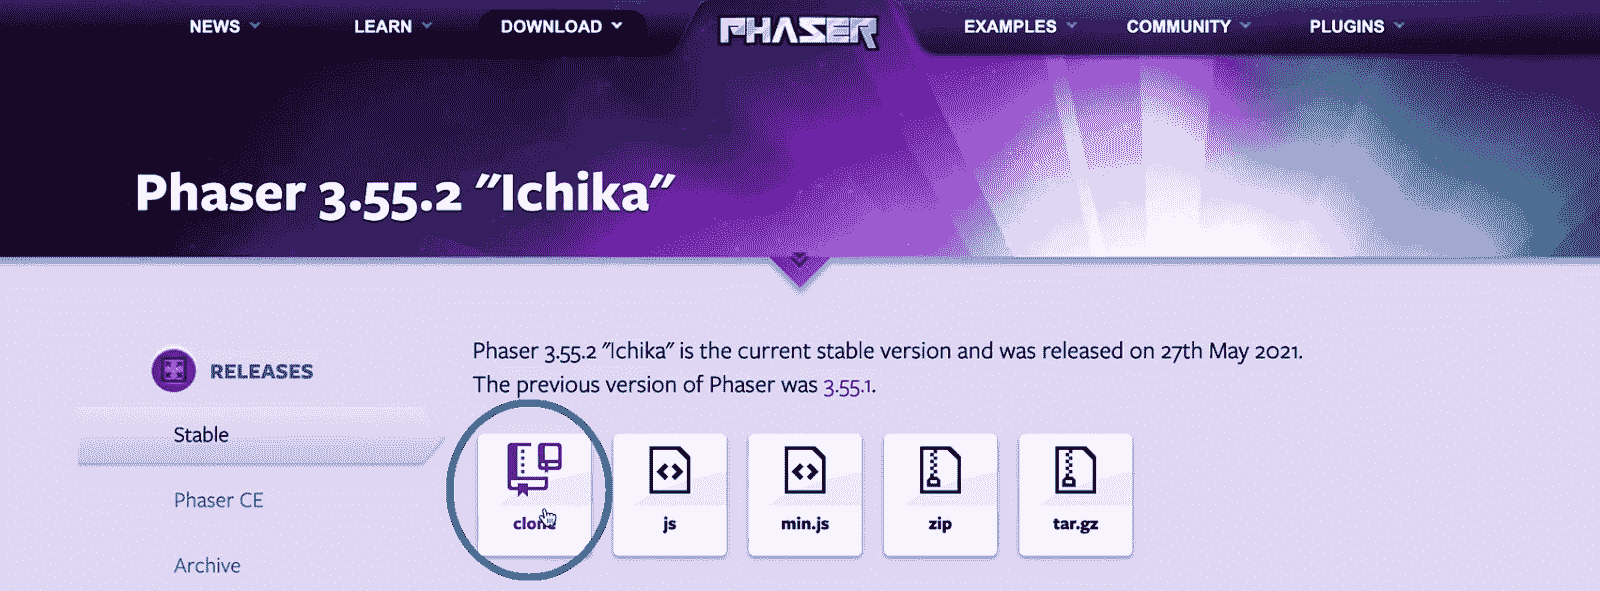 NEWS
LEARN
DOWNLOAD
PHASER
EXAMPLES
COMMUNITY
PLUGINS
Phaser 3.55.2 "Ichika"
RELEASES
Stable
Phaser CE
Archive
Phaser 3.55.2 "Ichika" is the current stable version and was released on 27th May 2021.
The previous version of Phaser was 3.55.1.
clone
js
min.js
zip
tar.gz